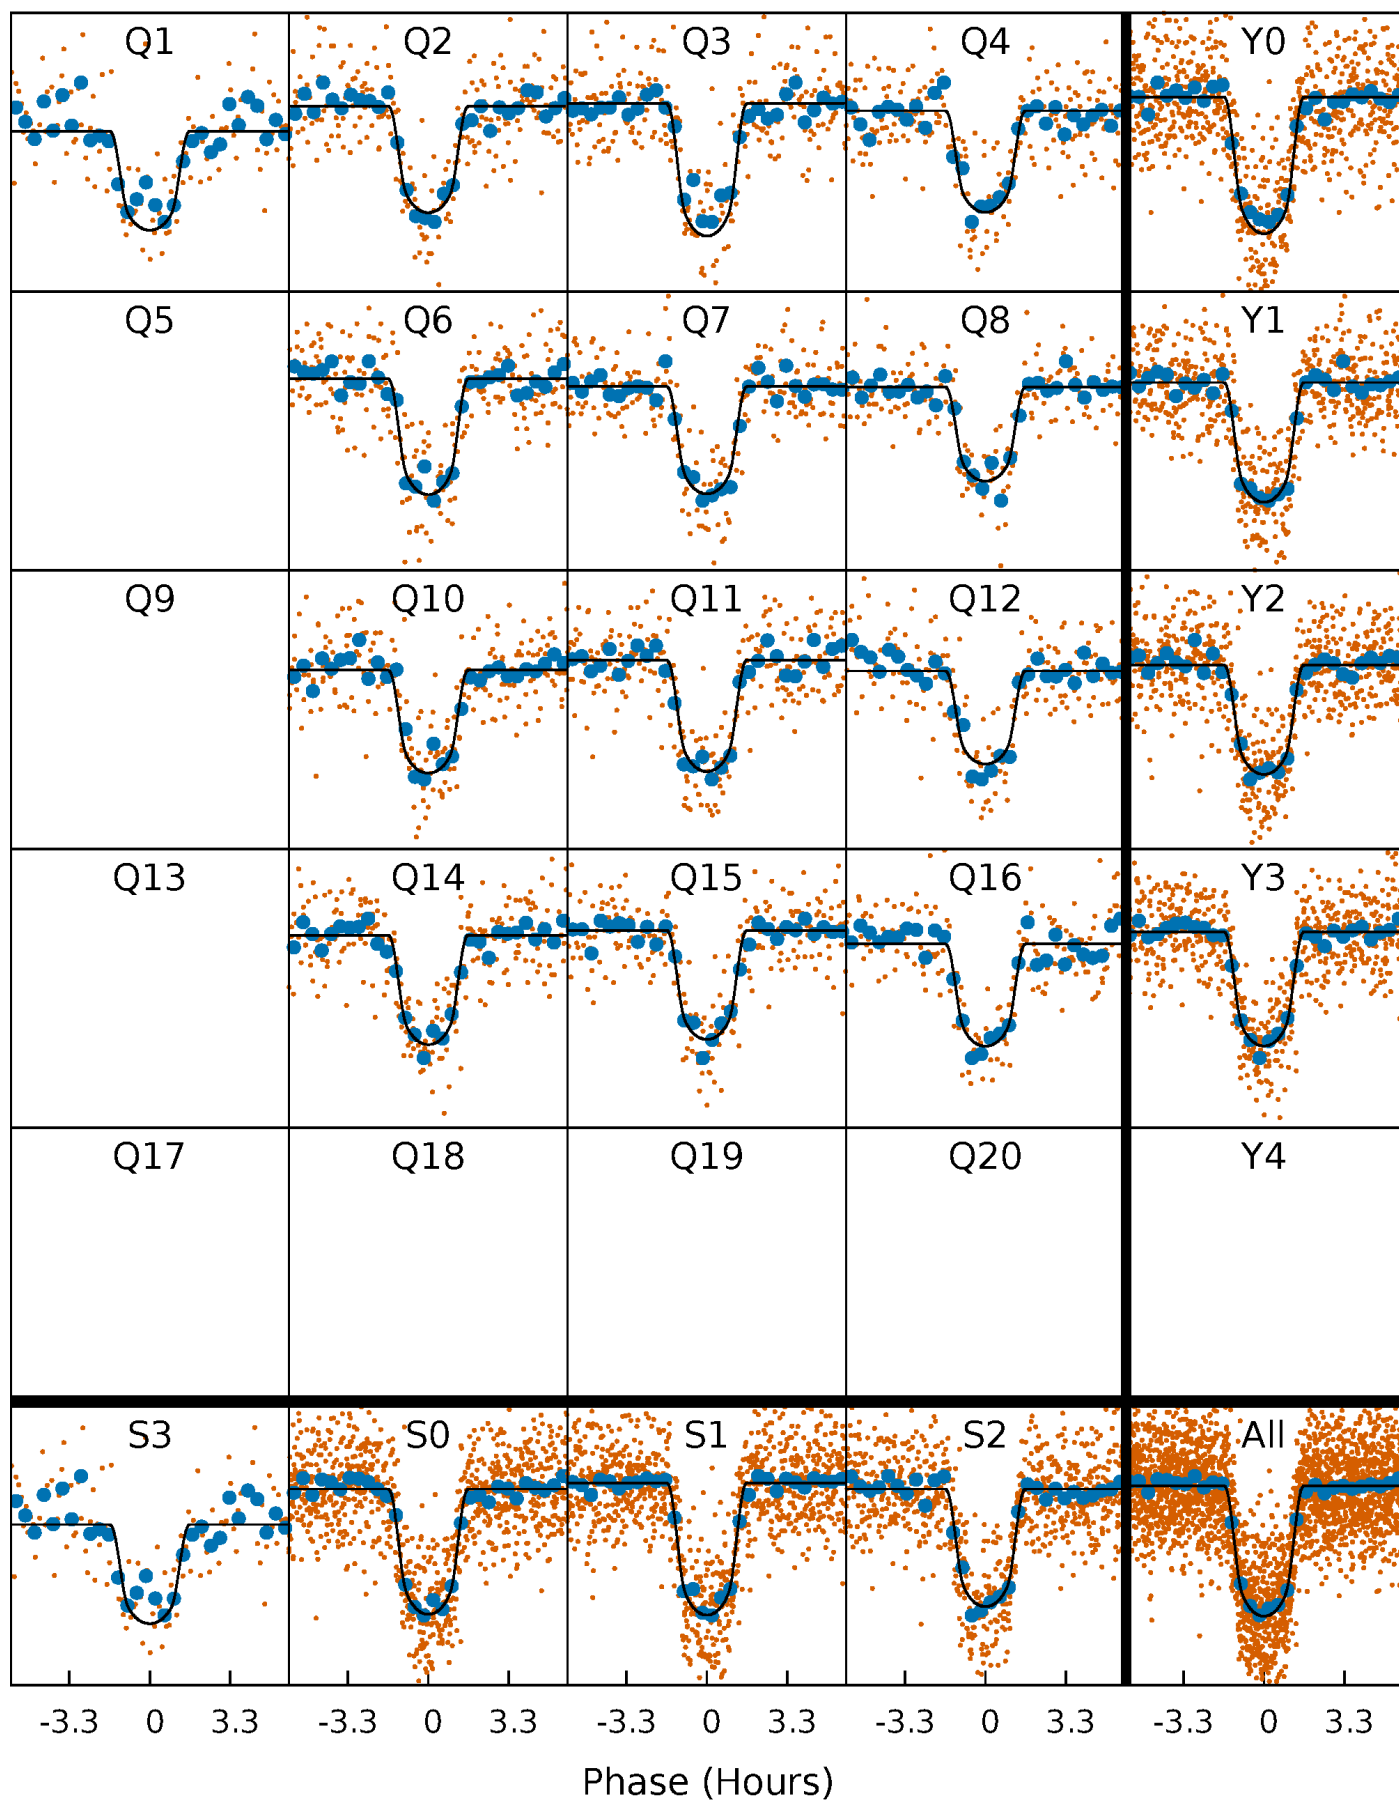 Q1 Q2 Q3 Q4 Y0
Q5 Q6 Q7 Q8 Y1
Q9 Q10 Q11 Q12 Y2
Q13 Q14 Q15 Q16 Y3
Q17 Q18 Q19 Q20 Y4
S3 S0 S1 S2 All
-3.3 0 3.3 -3.3 0 3.3 -3.3 0 3.3 -3.3 0 3.3 -3.3 0 3.3
Phase (Hours)